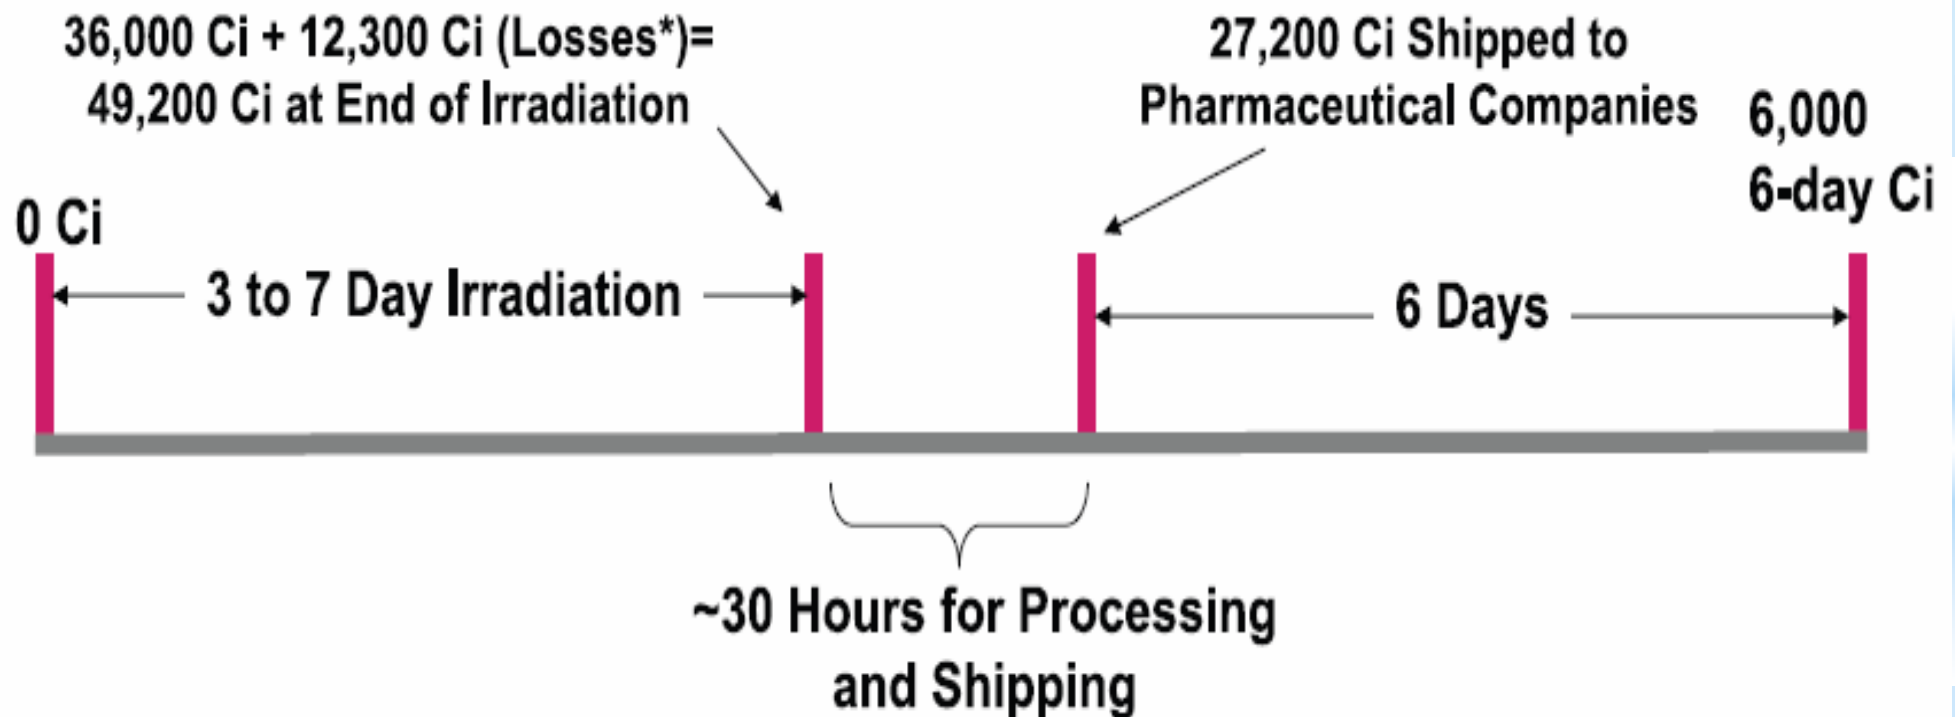 36,000 Ci + 12,300 Ci (Losses*)=
49,200 Ci at End of Irradiation
27,200 Ci Shipped to
Pharmaceutical Companies
6,000
6-day Ci
0 Ci
3 to 7 Day Irradiation
6 Days
~30 Hours for Processing
and Shipping